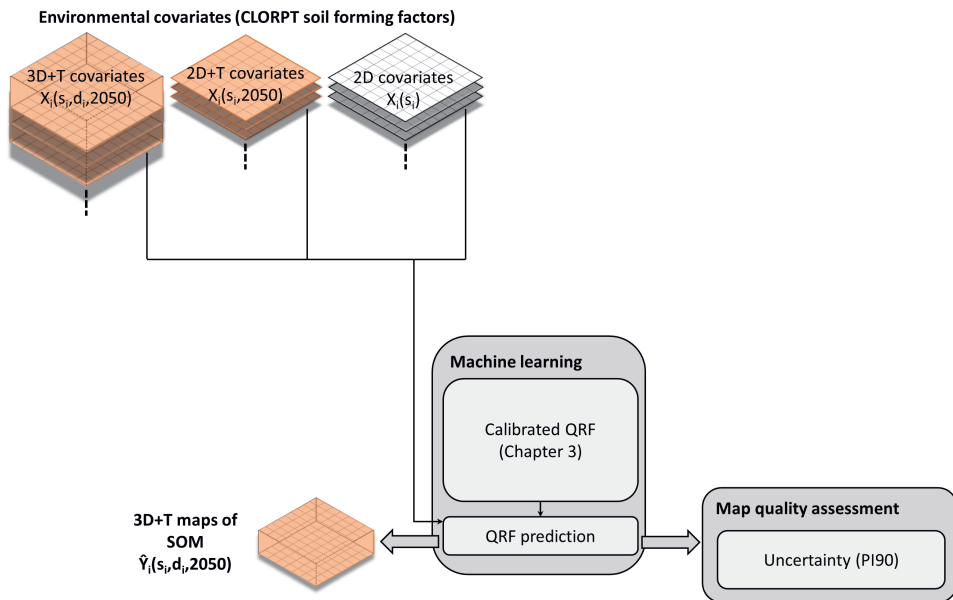 Environmental covariates (CLORPT soil forming factors)
3D+T covariates
Xᵢ(sᵢ,dᵢ,2050)
2D+T covariates
Xᵢ(sᵢ,2050)
2D covariates
Xᵢ(sᵢ)
Machine learning
Calibrated QRF
(Chapter 3)
QRF prediction
3D+T maps of
SOM
Ŷᵢ(sᵢ,dᵢ,2050)
Map quality assessment
Uncertainty (PI90)